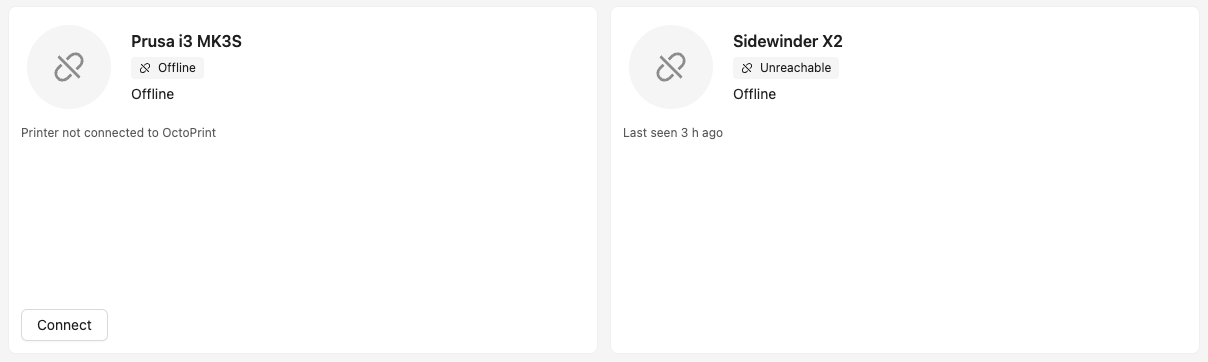 Prusa i3 MK3S
Offline
Offline
Printer not connected to OctoPrint
Connect
Sidewinder X2
Unreachable
Offline
Last seen 3 h ago